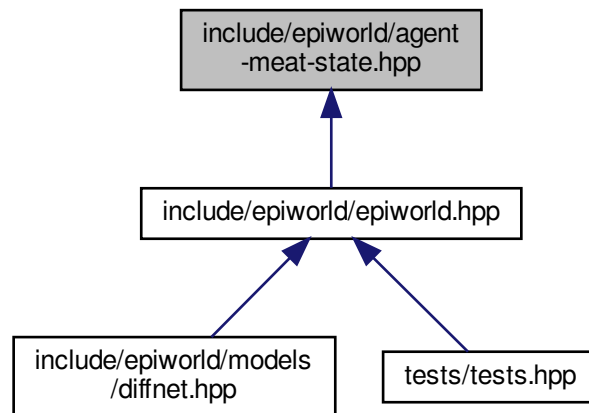 include/epiworld/agent
-meat-state.hpp
include/epiworld/epiworld.hpp
include/epiworld/models
/diffnet.hpp
tests/tests.hpp